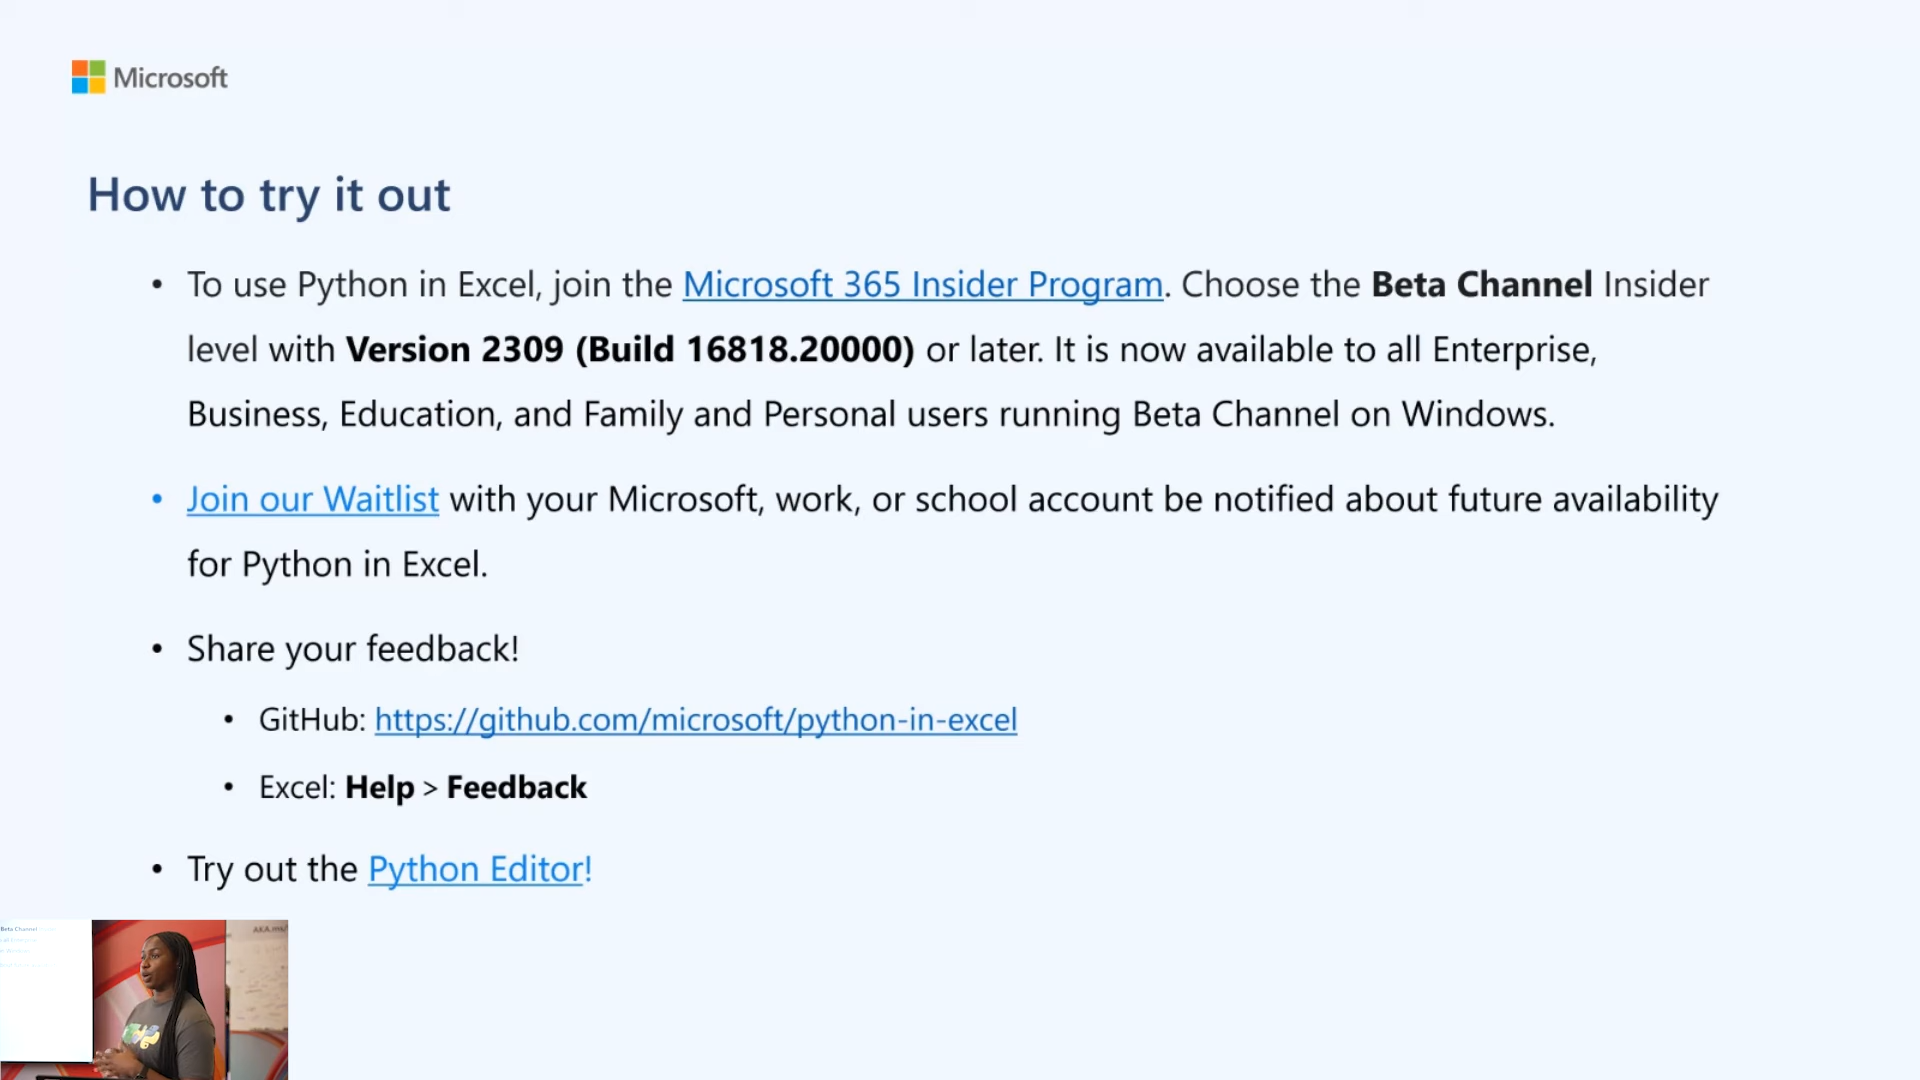 Microsoft
How to try it out
• To use Python in Excel, join the Microsoft 365 Insider Program. Choose the Beta Channel Insider
level with Version 2309 (Build 16818.20000) or later. It is now available to all Enterprise,
Business, Education, and Family and Personal users running Beta Channel on Windows.
• Join our Waitlist with your Microsoft, work, or school account be notified about future availability
for Python in Excel.
• Share your feedback!
• GitHub: https://github.com/microsoft/python-in-excel
• Excel: Help > Feedback
• Try out the Python Editor!
Beta Channel
AKA.ms/